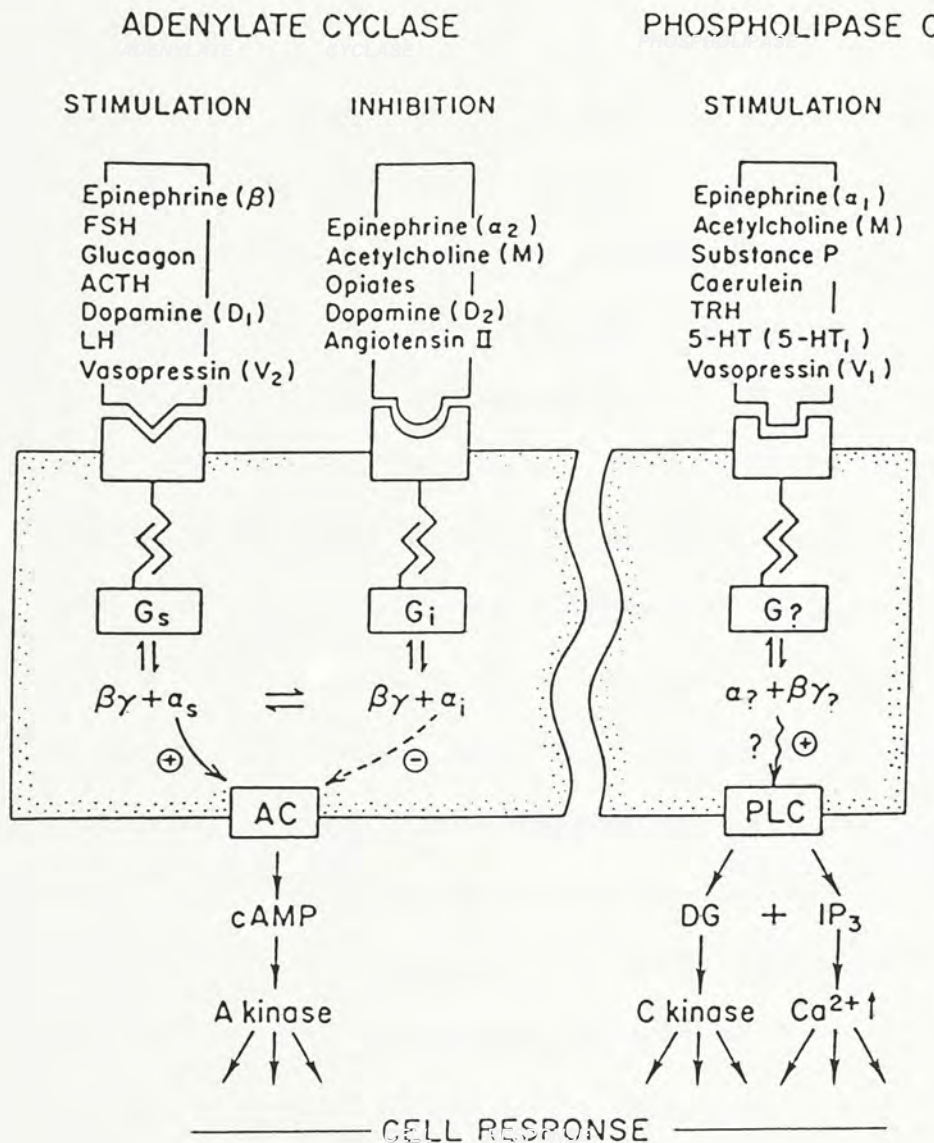 ADENYLATE CYCLASE
PHOSPHOLIPASE C
STIMULATION
INHIBITION
STIMULATION
Epinephrine (β)
FSH
Glucagon
ACTH
Dopamine (D₁)
LH
Vasopressin (V₂)
Epinephrine (α₂)
Acetylcholine (M)
Opiates
Dopamine (D₂)
Angiotensin II
Epinephrine (α₁)
Acetylcholine (M)
Substance P
Caerulein
TRH
5-HT (5-HT₁)
Vasopressin (V₁)
Gs
Gi
G?
βγ + αs
⇌
βγ + αi
α? + βγ?
+
-
? +
AC
PLC
cAMP
DG + IP₃
A kinase
C kinase
Ca²⁺↑
CELL RESPONSE